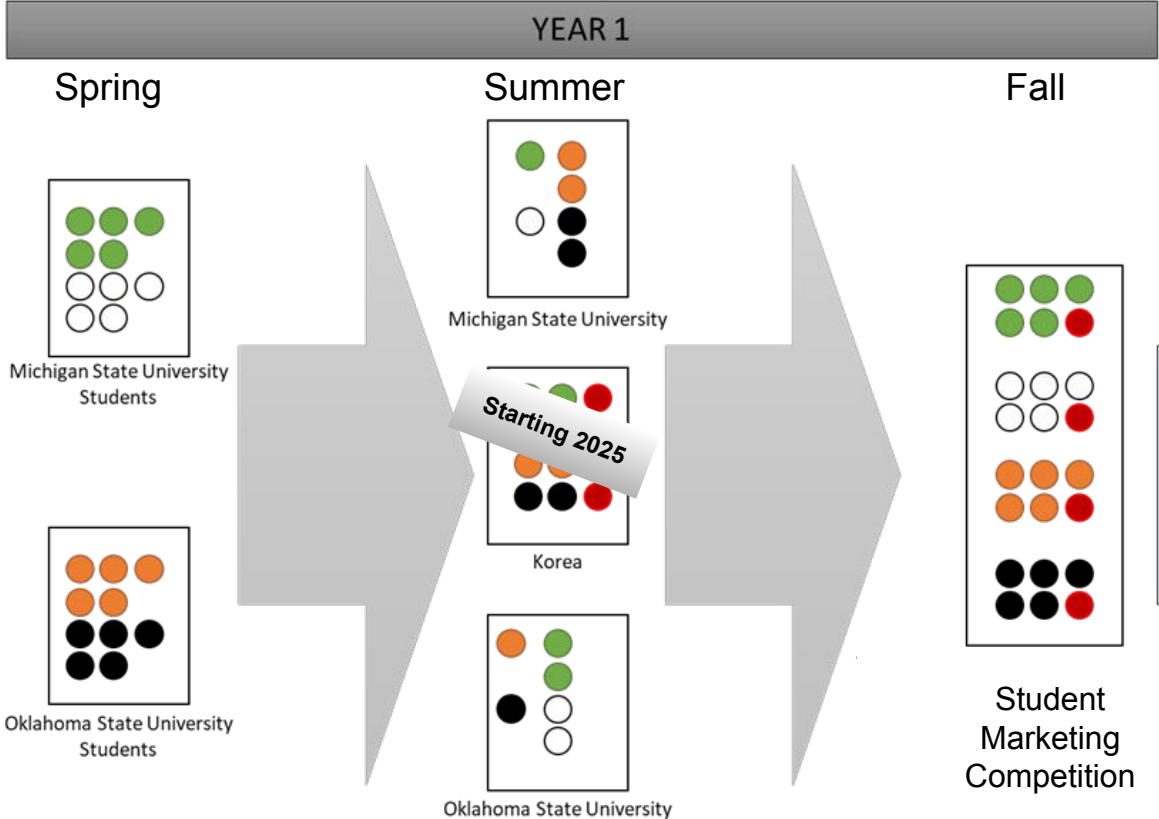 YEAR 1
Spring
Summer
Fall
Michigan State University
Students
Michigan State University
Starting 2025
Korea
Oklahoma State University
Students
Oklahoma State University
Student
Marketing
Competition